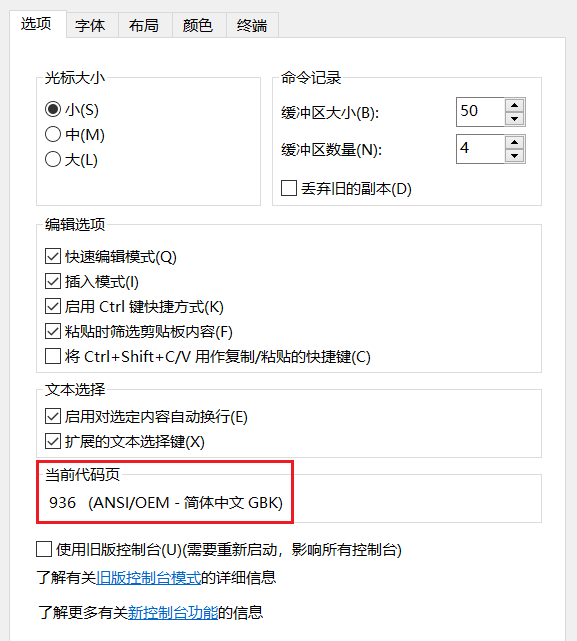 选项 字体 布局 颜色 终端
光标大小
小(S)
中(M)
大(L)
命令记录
缓冲区大小(B): 50
缓冲区数量(N): 4
丢弃旧的副本(D)
编辑选项
快速编辑模式(Q)
插入模式(I)
启用 Ctrl 键快捷方式(K)
粘贴时筛选剪贴板内容(F)
将 Ctrl+Shift+C/V 用作复制/粘贴的快捷键(C)
文本选择
启用对选定内容自动换行(E)
扩展的文本选择键(X)
当前代码页
936 (ANSI/OEM - 简体中文 GBK)
使用旧版控制台(U)(需要重新启动，影响所有控制台)
了解有关旧版控制台模式的详细信息
了解更多有关新控制台功能的信息